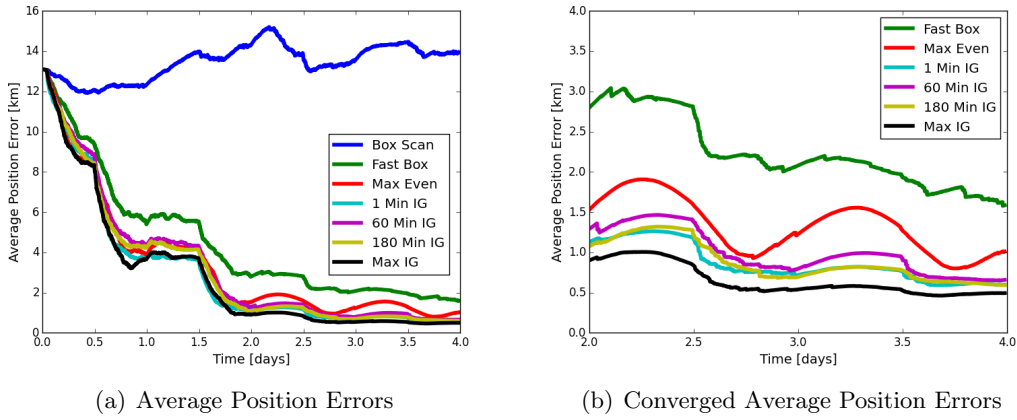 16
14
12
10
8
6
4
2
0
0.0
0.5
1.0
1.5
2.0
2.5
3.0
3.5
4.0
Average Position Error [km]
Time [days]
Box Scan
Fast Box
Max Even
1 Min IG
60 Min IG
180 Min IG
Max IG
(a) Average Position Errors
4.0
3.5
3.0
2.5
2.0
1.5
1.0
0.5
0.0
2.0
2.5
3.0
3.5
4.0
Average Position Error [km]
Time [days]
Fast Box
Max Even
1 Min IG
60 Min IG
180 Min IG
Max IG
(b) Converged Average Position Errors